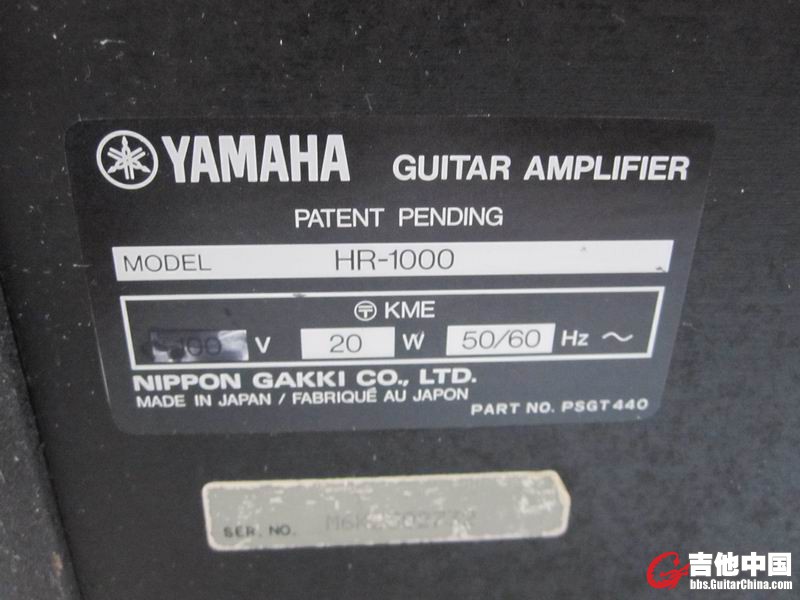 YAMAHA GUITAR AMPLIFIER
PATENT PENDING
MODEL HR-1000
〶 KME
100 V 20 W 50/60 Hz ~
NIPPON GAKKI CO., LTD.
MADE IN JAPAN / FABRIQUÉ AU JAPON
PART NO. PSGT440
SER. NO.
吉他中国
bbs.GuitarChina.com